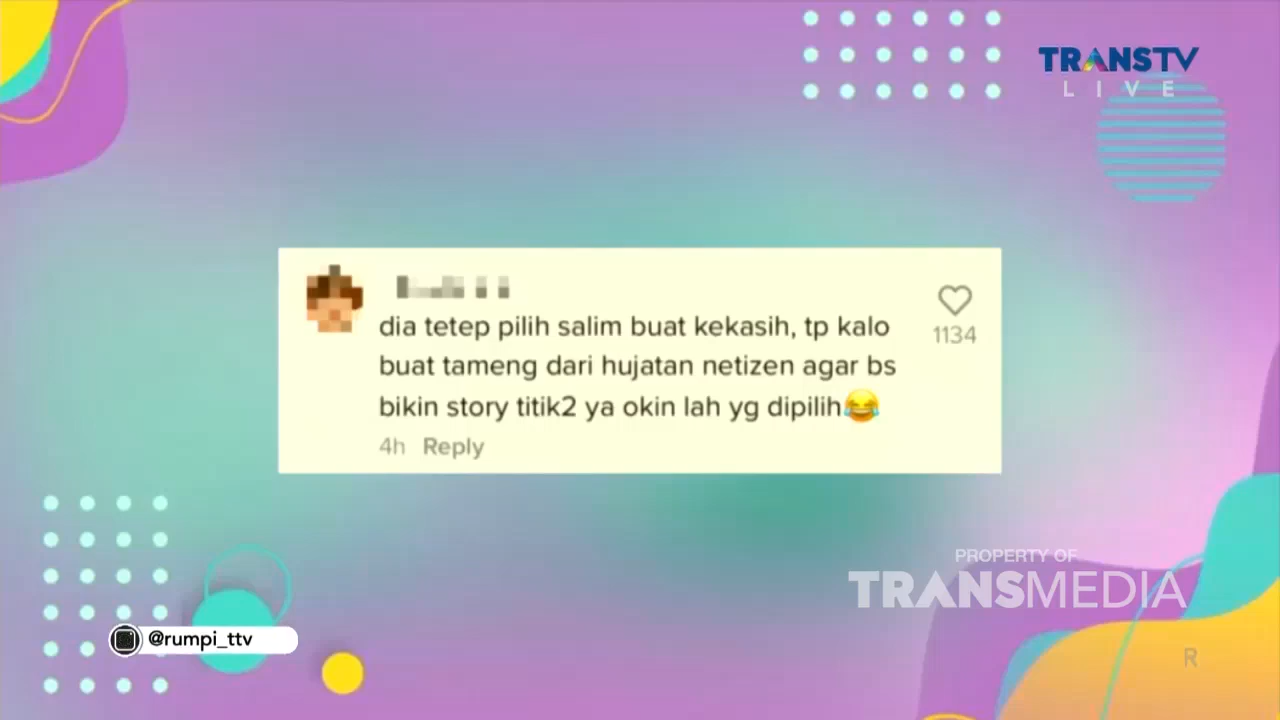 TRANSTV
LIVE
dia tetep pilih salim buat kekasih, tp kalo
1134
buat tameng dari hujatan netizen agar bs
bikin story titik2 ya okin lah yg dipilih😂
4h Reply
PROPERTY OF
TRANSMEDIA
@rumpi_ttv
R